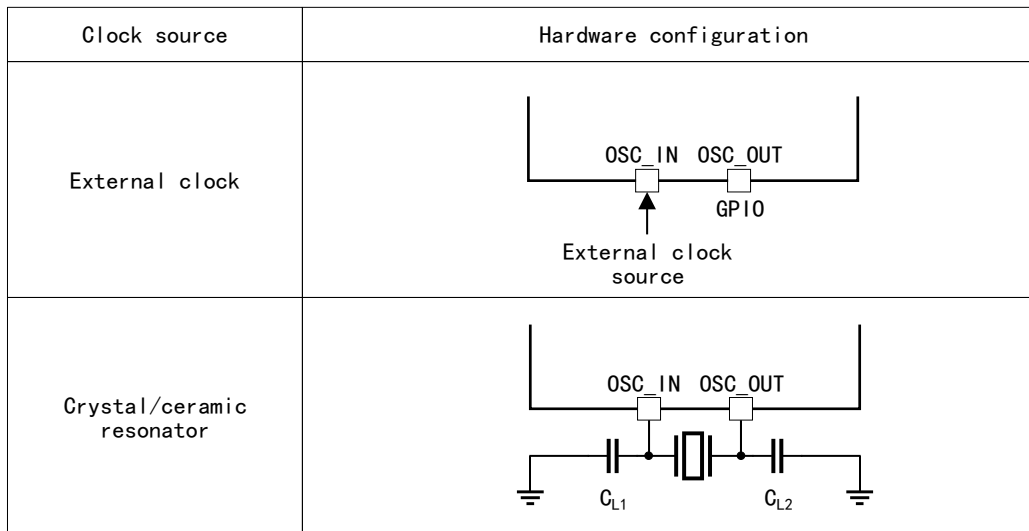 Clock source
Hardware configuration
External clock
OSC_IN OSC_OUT
GPIO
External clock
source
Crystal/ceramic
resonator
OSC_IN OSC_OUT
CL1
CL2